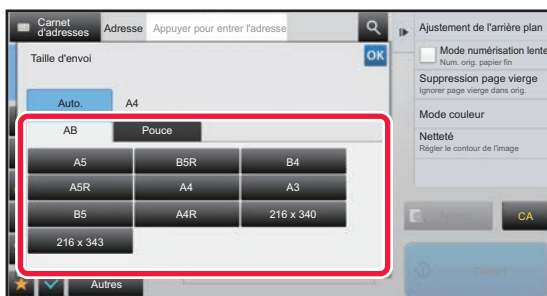 Carnet d'adresses
Adresse
Appuyer pour entrer l'adresse
Taille d'envoi
OK
Auto.
A4
AB
Pouce
A5
B5R
B4
A5R
A4
A3
B5
A4R
216 x 340
216 x 343
Autres
Ajustement de l'arrière plan
Mode numérisation lente
Num. orig. papier fin
Suppression page vierge
Ignorer page vierge dans orig.
Mode couleur
Netteté
Régler le contour de l'image
Aperçu
CA
Départ